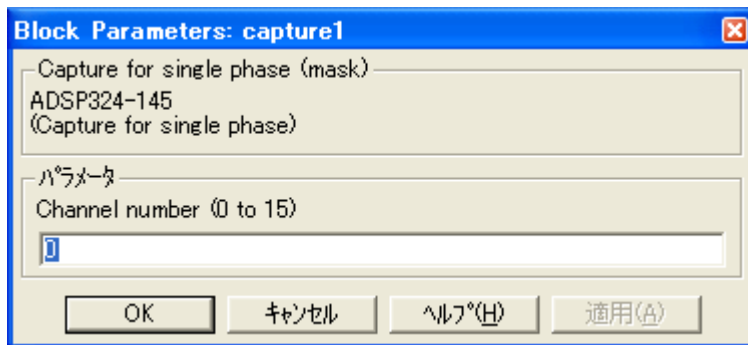 Block Parameters: capture1
Capture for single phase (mask)
ADSP324-145
(Capture for single phase)
パラメータ
Channel number (0 to 15)
0
OK
キャンセル
ヘルプ(H)
適用(A)